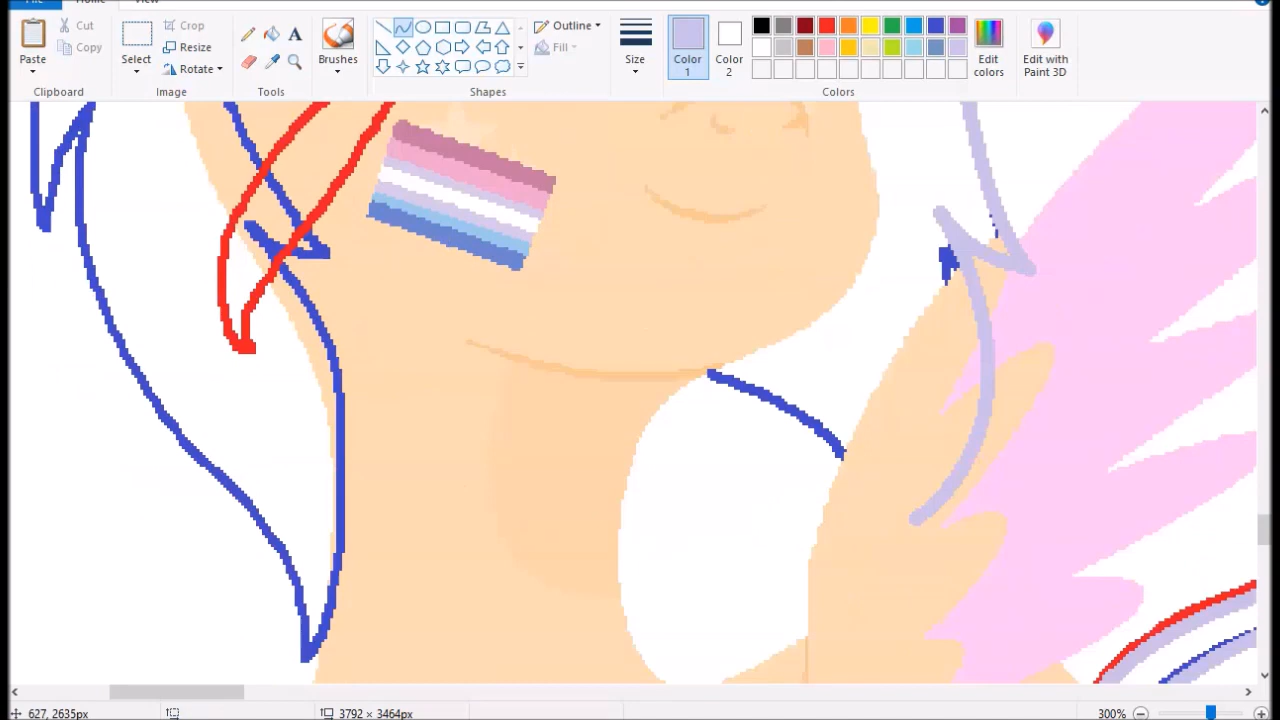 File Home View
Paste
Cut
Copy
Clipboard
Select
Crop
Resize
Rotate
Image
A
Tools
Brushes
Outline
Fill
Shapes
Size
Color
1
Color
2
Edit
colors
Colors
Edit with
Paint 3D
627, 2635px
3792 × 3464px
300%